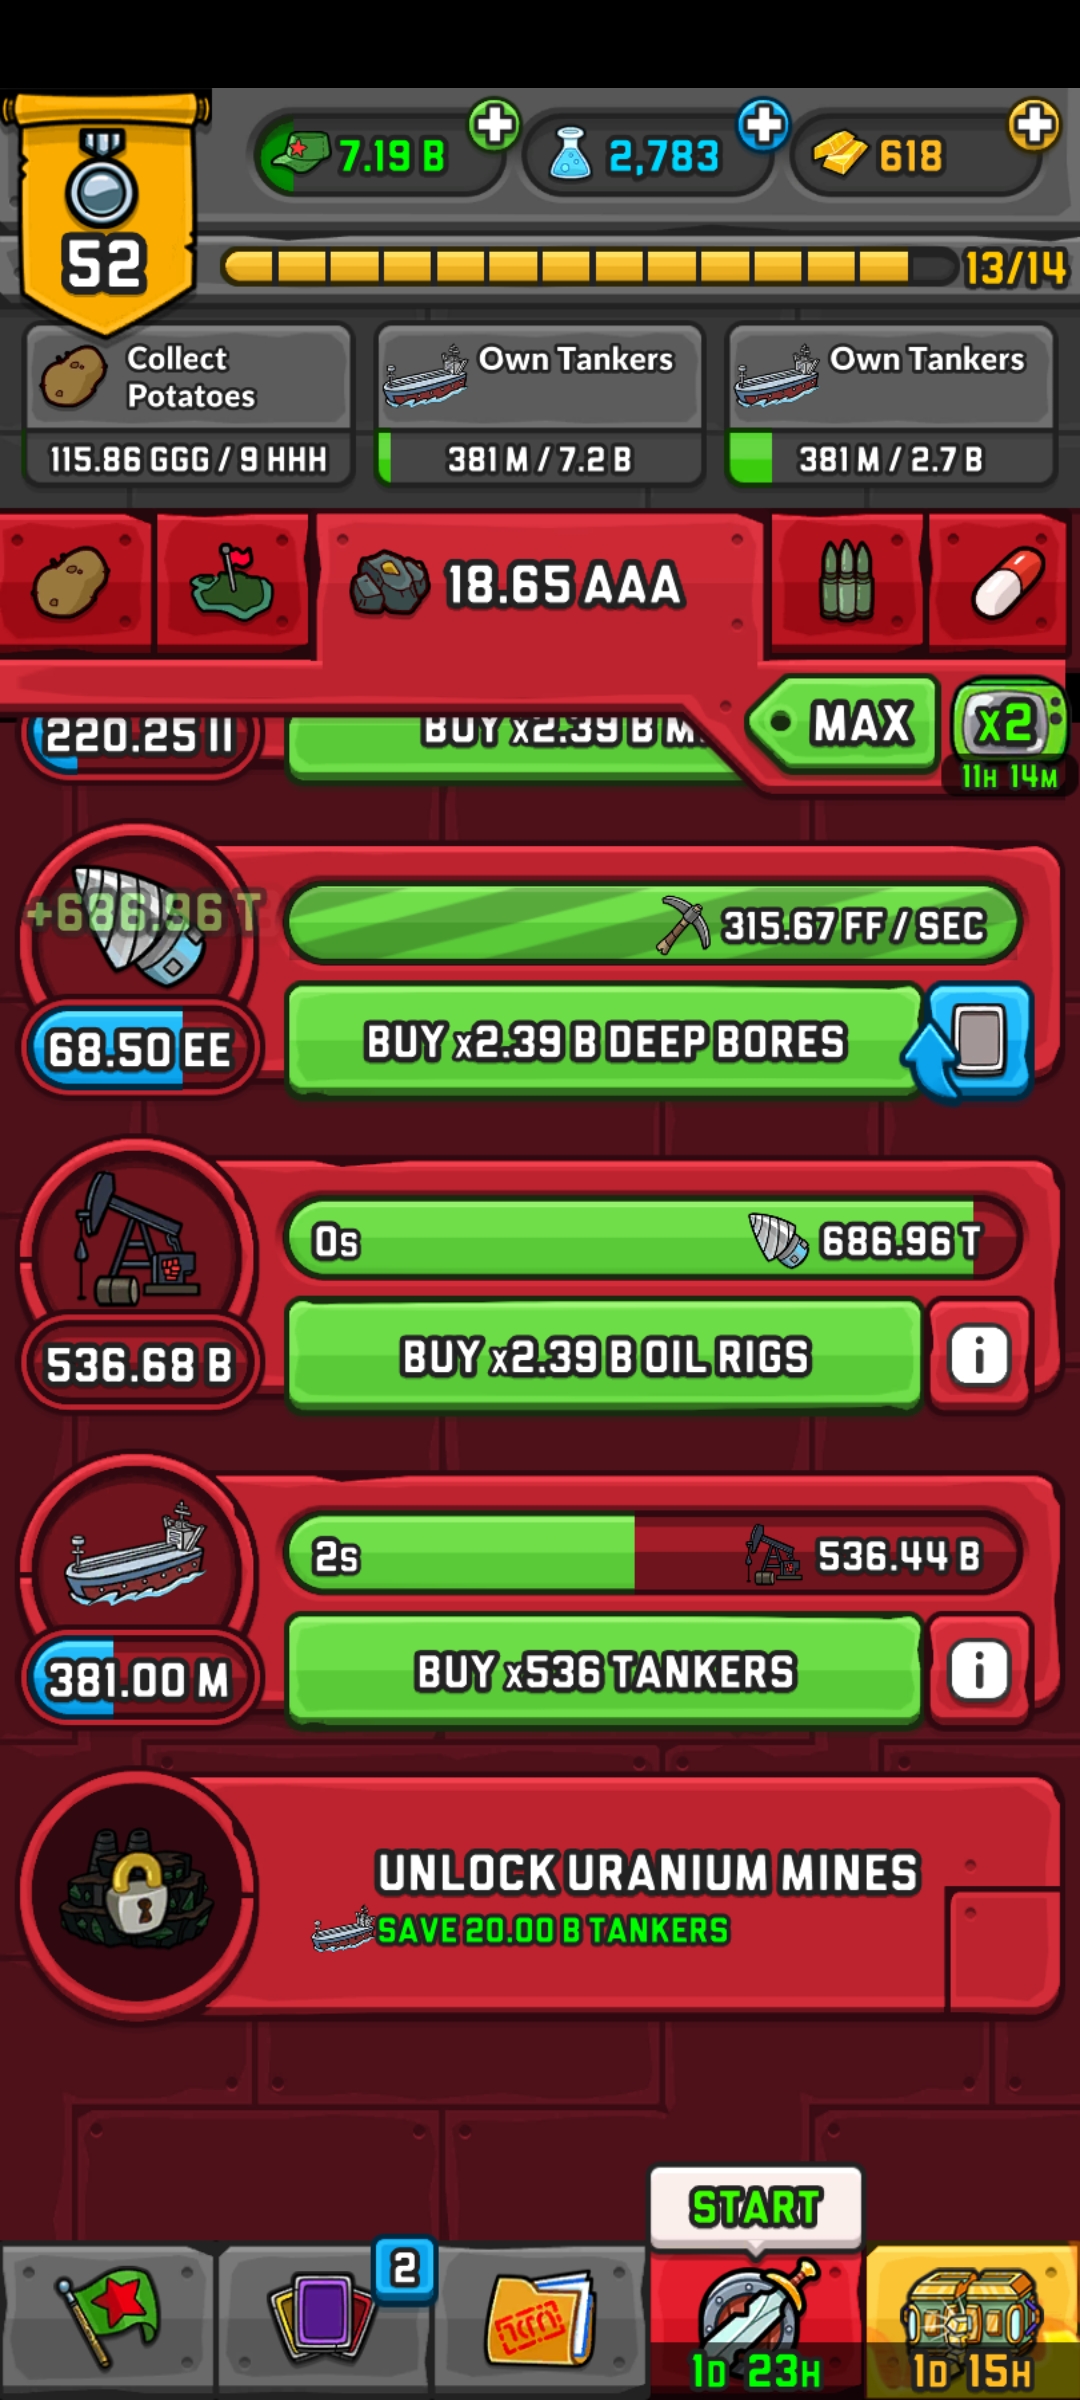 7.19 B
2,783
618
52
13/14
Collect
Potatoes
115.86 GGG / 9 HHH
Own Tankers
381 M / 7.2 B
Own Tankers
381 M / 2.7 B
18.65 AAA
MAX
x2
11H 14M
220.25 II
BUY x2.39 B M
+686.96 T
315.67 FF / SEC
68.50 EE
BUY x2.39 B DEEP BORES
0s
686.96 T
536.68 B
BUY x2.39 B OIL RIGS
i
2s
536.44 B
381.00 M
BUY x536 TANKERS
i
UNLOCK URANIUM MINES
SAVE 20.00 B TANKERS
START
2
1D 23H
1D 15H